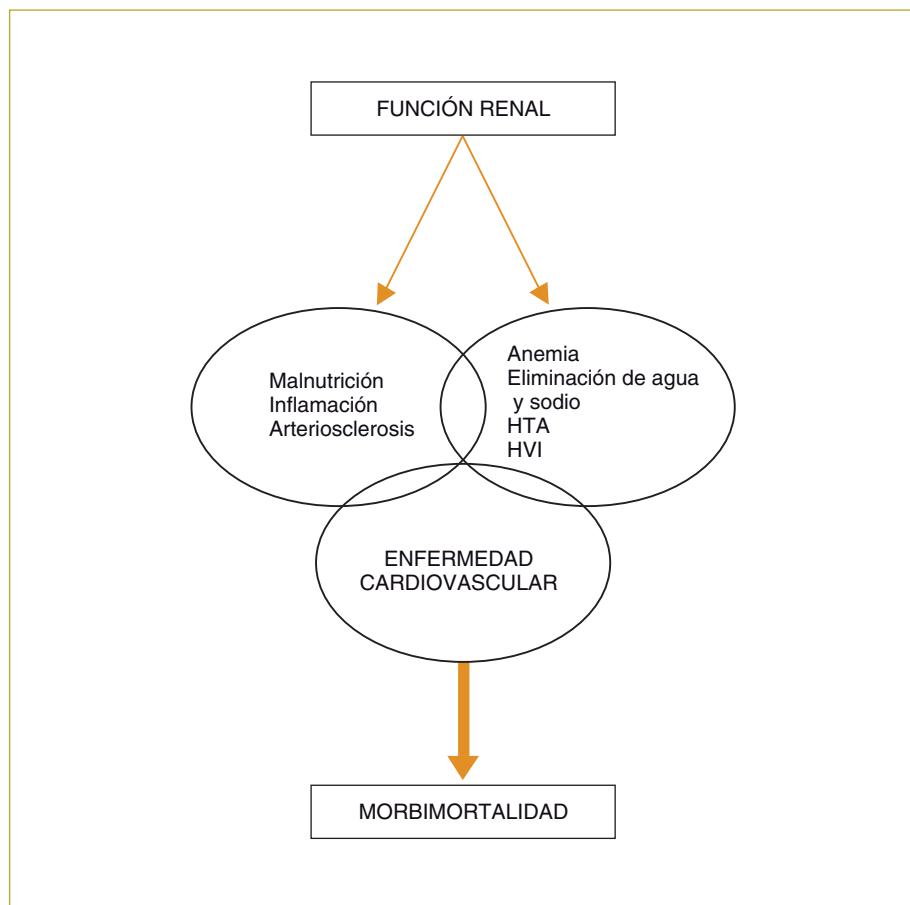 FUNCIÓN RENAL
Malnutrición
Inflamación
Arteriosclerosis
Anemia
Eliminación de agua
y sodio
HTA
HVI
ENFERMEDAD
CARDIOVASCULAR
MORBIMORTALIDAD